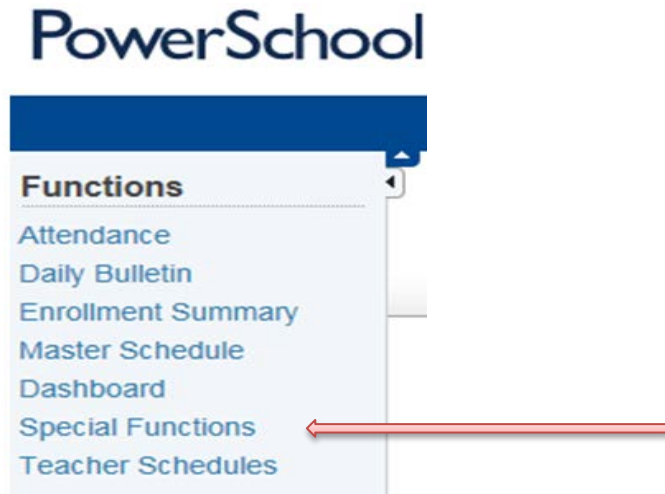 PowerSchool
Functions
Attendance
Daily Bulletin
Enrollment Summary
Master Schedule
Dashboard
Special Functions
Teacher Schedules